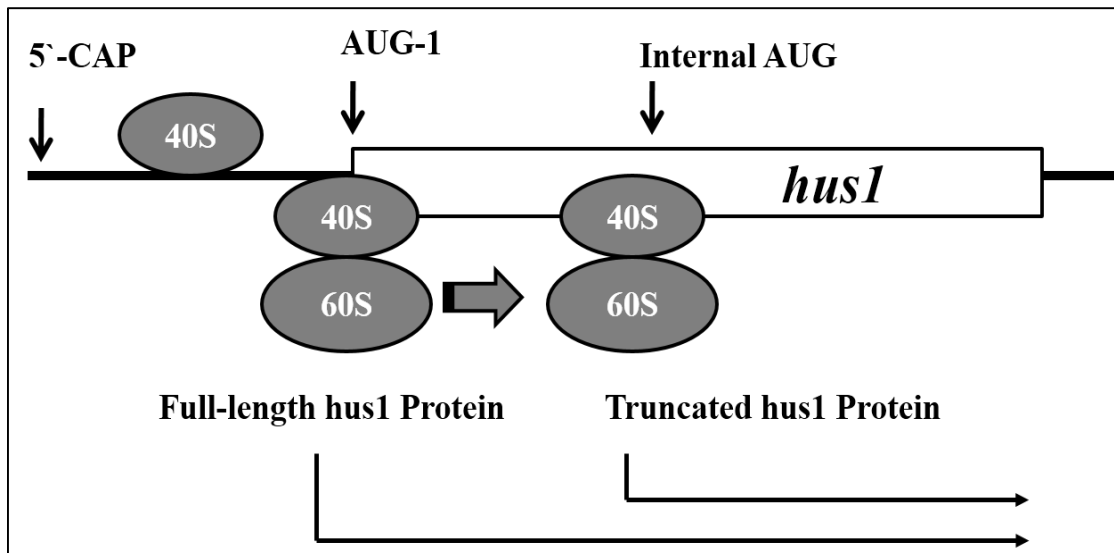 5`-CAP
AUG-1
Internal AUG
40S
hus1
40S
40S
60S
60S
Full-length hus1 Protein
Truncated hus1 Protein